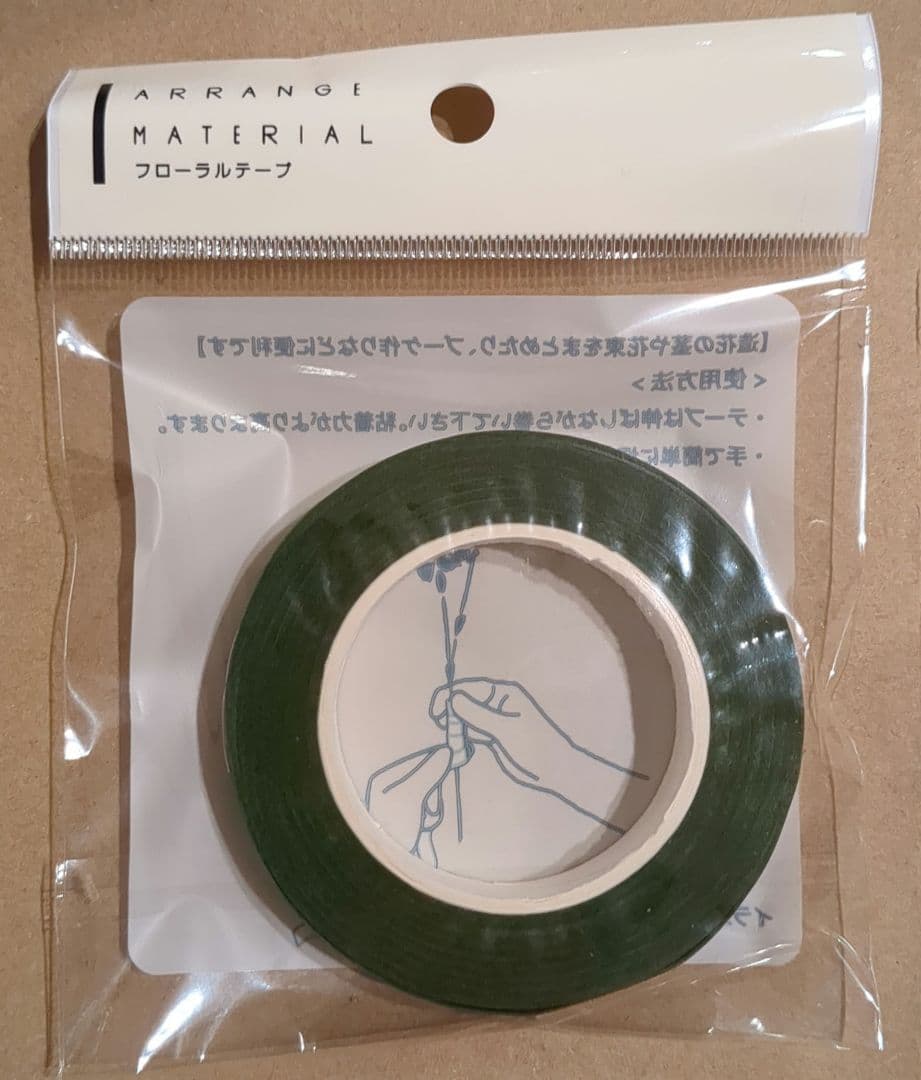 ARRANGE
MATERIAL
フローラルテープ
【造花の茎や花束をまとめたり、ブーケ作りなどに便利です】
< 使用方法 >
・テープは伸ばしながら巻いて下さい。粘着力がより高まります。
・手で簡単に
イラ